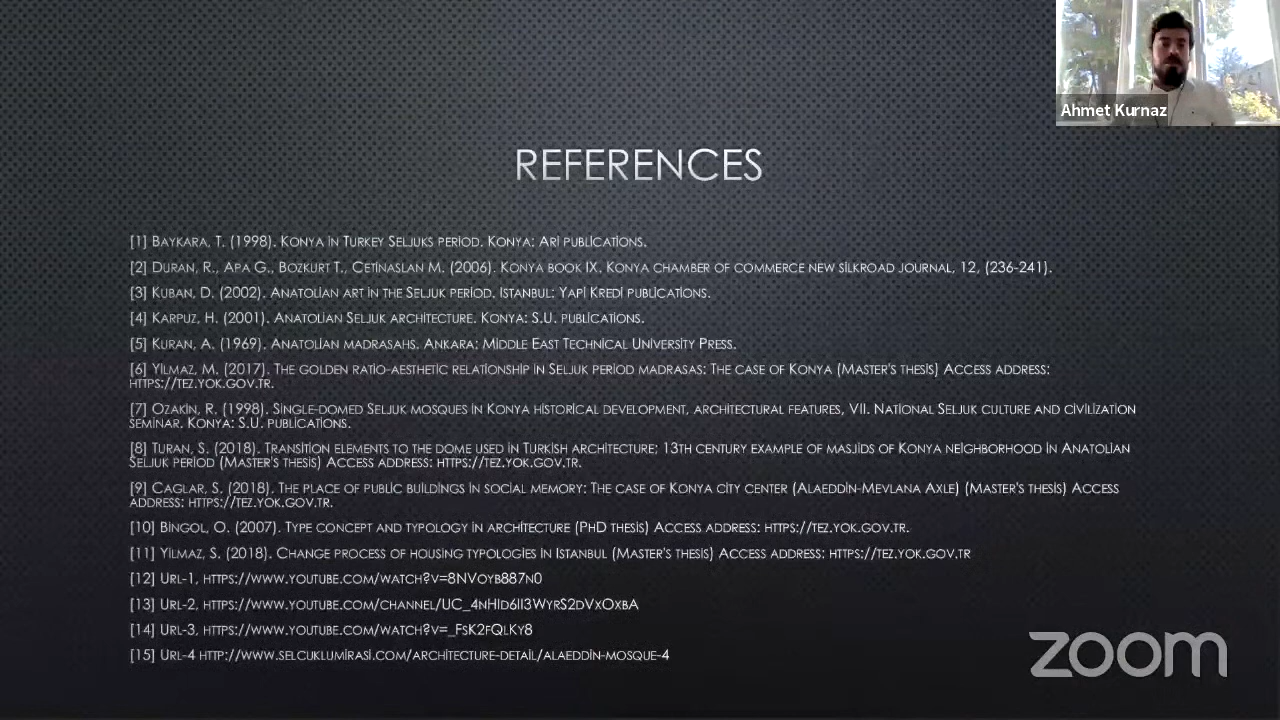 Ahmet Kurnaz
REFERENCES
[1] Baykara, T. (1998). Konya in Turkey Seljuks period. Konya: Ari publications.
[2] Duran, R., Apa G., Bozkurt T., Cetinaslan M. (2006). Konya book IX. Konya chamber of commerce new silkroad journal, 12, (236-241).
[3] Kuban, D. (2002). Anatolian art in the Seljuk period. Istanbul: Yapi Kredi publications.
[4] Karpuz, H. (2001). Anatolian Seljuk architecture. Konya: S.U. publications.
[5] Kuran, A. (1969). Anatolian madrasahs. Ankara: Middle East Technical University Press.
[6] Yilmaz, M. (2017). The golden ratio-aesthetic relationship in Seljuk period madrasas: The case of Konya (Master's thesis) Access address:
https://tez.yok.gov.tr.
[7] Ozakin, R. (1998). Single-domed Seljuk mosques in Konya historical development, architectural features, VII. National Seljuk culture and civilization
seminar. Konya: S.U. publications.
[8] Turan, S. (2018). Transition elements to the dome used in Turkish architecture; 13th century example of masjids of Konya neighborhood in Anatolian
Seljuk period (Master's thesis) Access address: https://tez.yok.gov.tr.
[9] Caglar, S. (2018). The place of public buildings in social memory: The case of Konya city center (Alaeddin-Mevlana Axle) (Master's thesis) Access
address: https://tez.yok.gov.tr.
[10] Bingol, O. (2007). Type concept and typology in architecture (PhD thesis) Access address: https://tez.yok.gov.tr.
[11] Yilmaz, S. (2018). Change process of housing typologies in Istanbul (Master's thesis) Access address: https://tez.yok.gov.tr
[12] Url-1, https://www.youtube.com/watch?v=8NVoyb887n0
[13] Url-2, https://www.youtube.com/channel/UC_4nHId6II3WyrS2dVxOxbA
[14] Url-3, https://www.youtube.com/watch?v=_FsK2fQlKy8
[15] Url-4 http://www.selcuklumirasi.com/architecture-detail/alaeddin-mosque-4
zoom